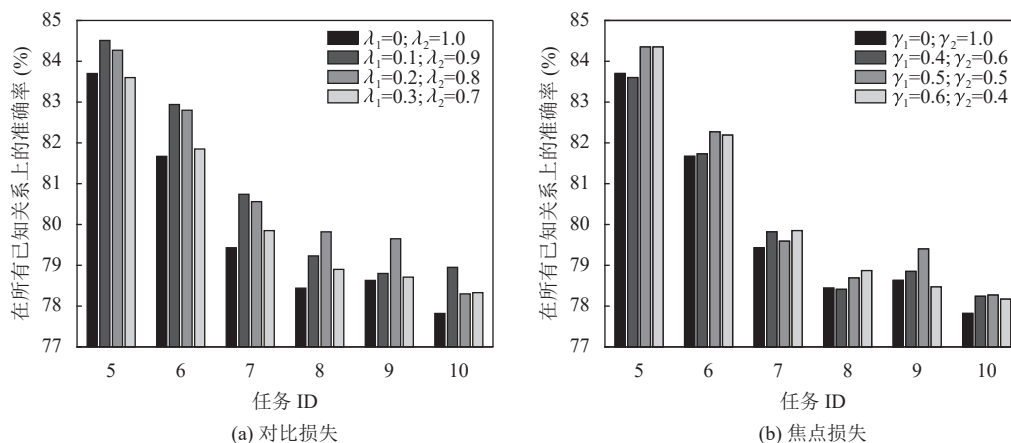 在所有已知关系上的准确率 (%)
85
84
83
82
81
80
79
78
77
λ₁=0; λ₂=1.0
λ₁=0.1; λ₂=0.9
λ₁=0.2; λ₂=0.8
λ₁=0.3; λ₂=0.7
5 6 7 8 9 10
任务 ID
(a) 对比损失
在所有已知关系上的准确率 (%)
85
84
83
82
81
80
79
78
77
γ₁=0; γ₂=1.0
γ₁=0.4; γ₂=0.6
γ₁=0.5; γ₂=0.5
γ₁=0.6; γ₂=0.4
5 6 7 8 9 10
任务 ID
(b) 焦点损失